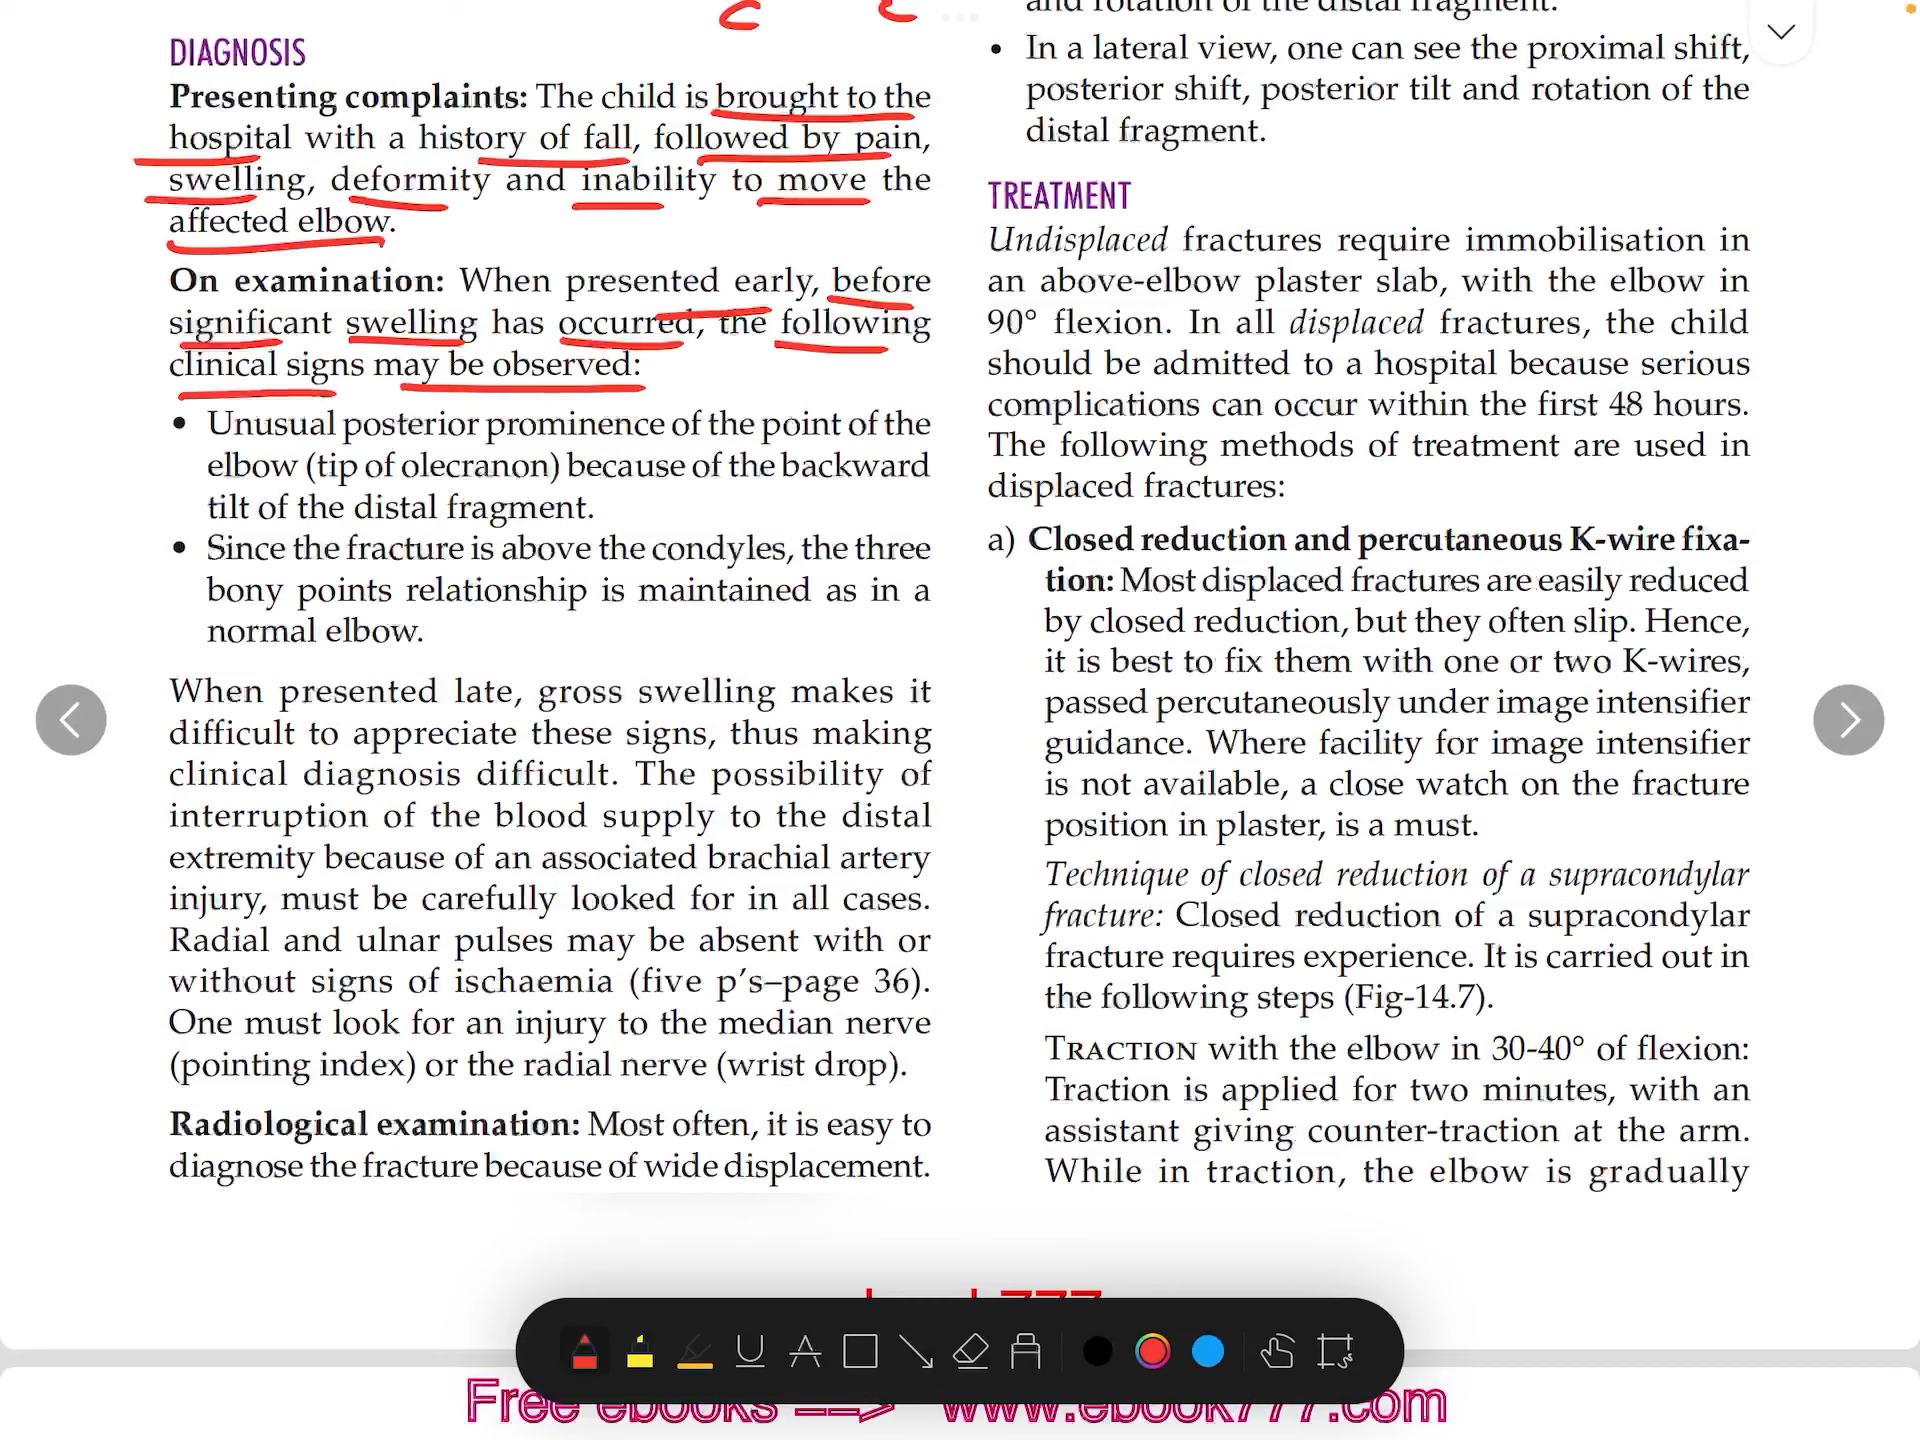 DIAGNOSIS
Presenting complaints: The child is brought to the
hospital with a history of fall, followed by pain,
swelling, deformity and inability to move the
affected elbow.
On examination: When presented early, before
significant swelling has occurred, the following
clinical signs may be observed:
• Unusual posterior prominence of the point of the
elbow (tip of olecranon) because of the backward
tilt of the distal fragment.
• Since the fracture is above the condyles, the three
bony points relationship is maintained as in a
normal elbow.
When presented late, gross swelling makes it
difficult to appreciate these signs, thus making
clinical diagnosis difficult. The possibility of
interruption of the blood supply to the distal
extremity because of an associated brachial artery
injury, must be carefully looked for in all cases.
Radial and ulnar pulses may be absent with or
without signs of ischaemia (five p's–page 36).
One must look for an injury to the median nerve
(pointing index) or the radial nerve (wrist drop).
Radiological examination: Most often, it is easy to
diagnose the fracture because of wide displacement.
and rotation of the distal fragment.
• In a lateral view, one can see the proximal shift,
posterior shift, posterior tilt and rotation of the
distal fragment.
TREATMENT
Undisplaced fractures require immobilisation in
an above-elbow plaster slab, with the elbow in
90° flexion. In all displaced fractures, the child
should be admitted to a hospital because serious
complications can occur within the first 48 hours.
The following methods of treatment are used in
displaced fractures:
a) Closed reduction and percutaneous K-wire fixa-
tion: Most displaced fractures are easily reduced
by closed reduction, but they often slip. Hence,
it is best to fix them with one or two K-wires,
passed percutaneously under image intensifier
guidance. Where facility for image intensifier
is not available, a close watch on the fracture
position in plaster, is a must.
Technique of closed reduction of a supracondylar
fracture: Closed reduction of a supracondylar
fracture requires experience. It is carried out in
the following steps (Fig-14.7).
TRACTION with the elbow in 30-40° of flexion:
Traction is applied for two minutes, with an
assistant giving counter-traction at the arm.
While in traction, the elbow is gradually
Free ebooks ==> www.ebook777.com